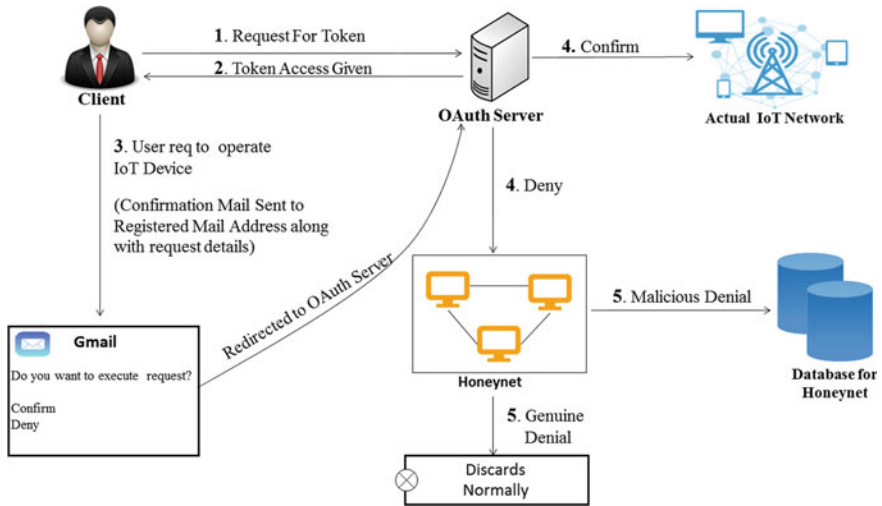 1. Request For Token
2. Token Access Given
Client
OAuth Server
4. Confirm
Actual IoT Network
3. User req to operate
IoT Device
(Confirmation Mail Sent to
Registered Mail Address along
with request details)
4. Deny
Redirected to OAuth Server
Gmail
Do you want to execute request?
Confirm
Deny
Honeynet
5. Malicious Denial
Database for
Honeynet
5. Genuine
Denial
Discards
Normally